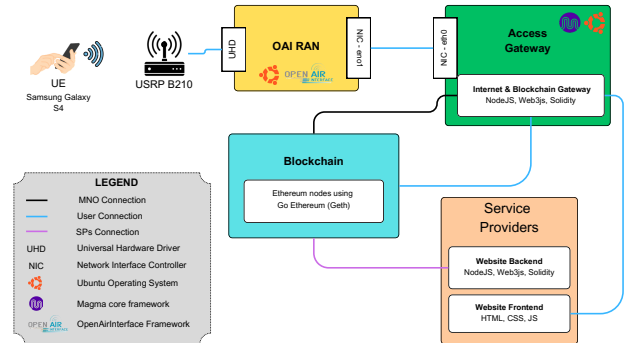 UE
Samsung Galaxy
S4
USRP B210
UHD
OAI RAN
OPEN AIR
INTERFACE
NIC - eno1
NIC - oap0
Access
Gateway
Internet & Blockchain Gateway
NodeJS, Web3js, Solidity
Blockchain
Ethereum nodes using
Go Ethereum (Geth)
Service
Providers
Website Backend
NodeJS, Web3js, Solidity
Website Frontend
HTML, CSS, JS
LEGEND
MNO Connection
User Connection
SPs Connection
UHD Universal Hardware Driver
NIC Network Interface Controller
Ubuntu Operating System
Magma core framework
OPEN AIR
INTERFACE
OpenAirInterface Framework